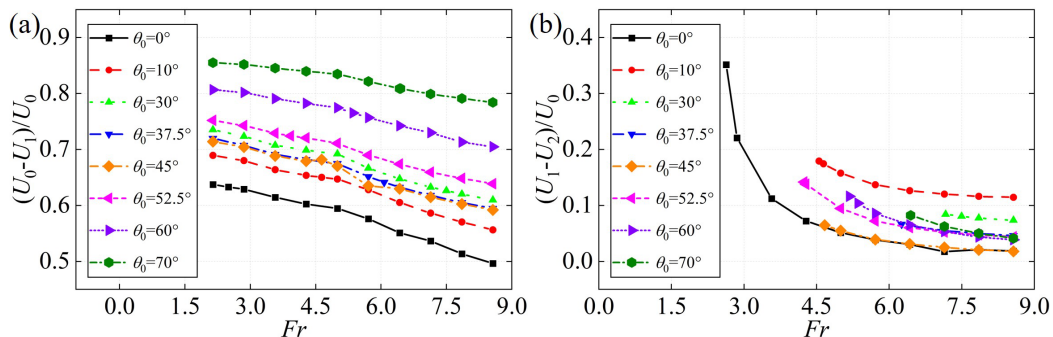 (a)
(U₀-U₁)/U₀
0.9
0.8
0.7
0.6
0.5
θ₀=0°
θ₀=10°
θ₀=30°
θ₀=37.5°
θ₀=45°
θ₀=52.5°
θ₀=60°
θ₀=70°
0.0 1.5 3.0 4.5 6.0 7.5 9.0
Fr
(b)
(U₁-U₂)/U₀
0.4
0.3
0.2
0.1
0.0
θ₀=0°
θ₀=10°
θ₀=30°
θ₀=37.5°
θ₀=45°
θ₀=52.5°
θ₀=60°
θ₀=70°
0.0 1.5 3.0 4.5 6.0 7.5 9.0
Fr